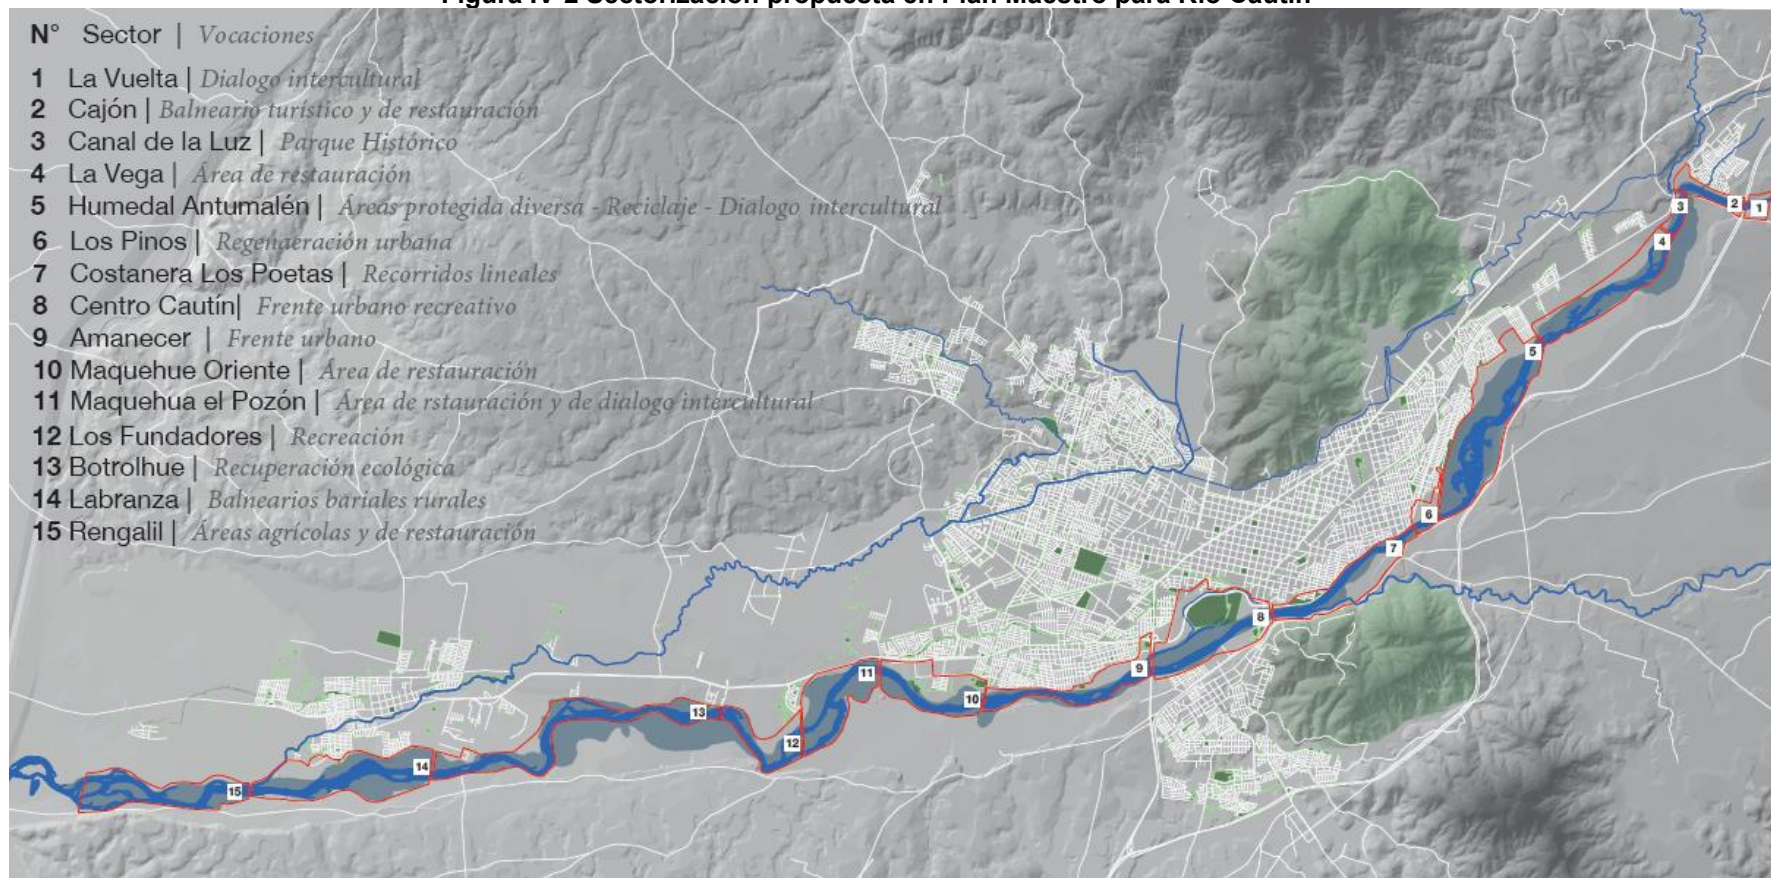 Figura IV-2 Sectorización propuesta en Plan Maestro para Río Cautín
N° Sector | Vocaciones
1 La Vuelta | Dialogo intercultural
2 Cajón | Balneario turístico y de restauración
3 Canal de la Luz | Parque Histórico
4 La Vega | Área de restauración
5 Humedal Antumalén | Áreas protegida diversa - Reciclaje - Dialogo intercultural
6 Los Pinos | Regenaeración urbana
7 Costanera Los Poetas | Recorridos lineales
8 Centro Cautín| Frente urbano recreativo
9 Amanecer | Frente urbano
10 Maquehue Oriente | Área de restauración
11 Maquehua el Pozón | Área de rstauración y de dialogo intercultural
12 Los Fundadores | Recreación
13 Botrolhue | Recuperación ecológica
14 Labranza | Balnearios bariales rurales
15 Rengalil | Áreas agrícolas y de restauración
3
2
1
4
5
6
7
8
9
10
11
12
13
14
15